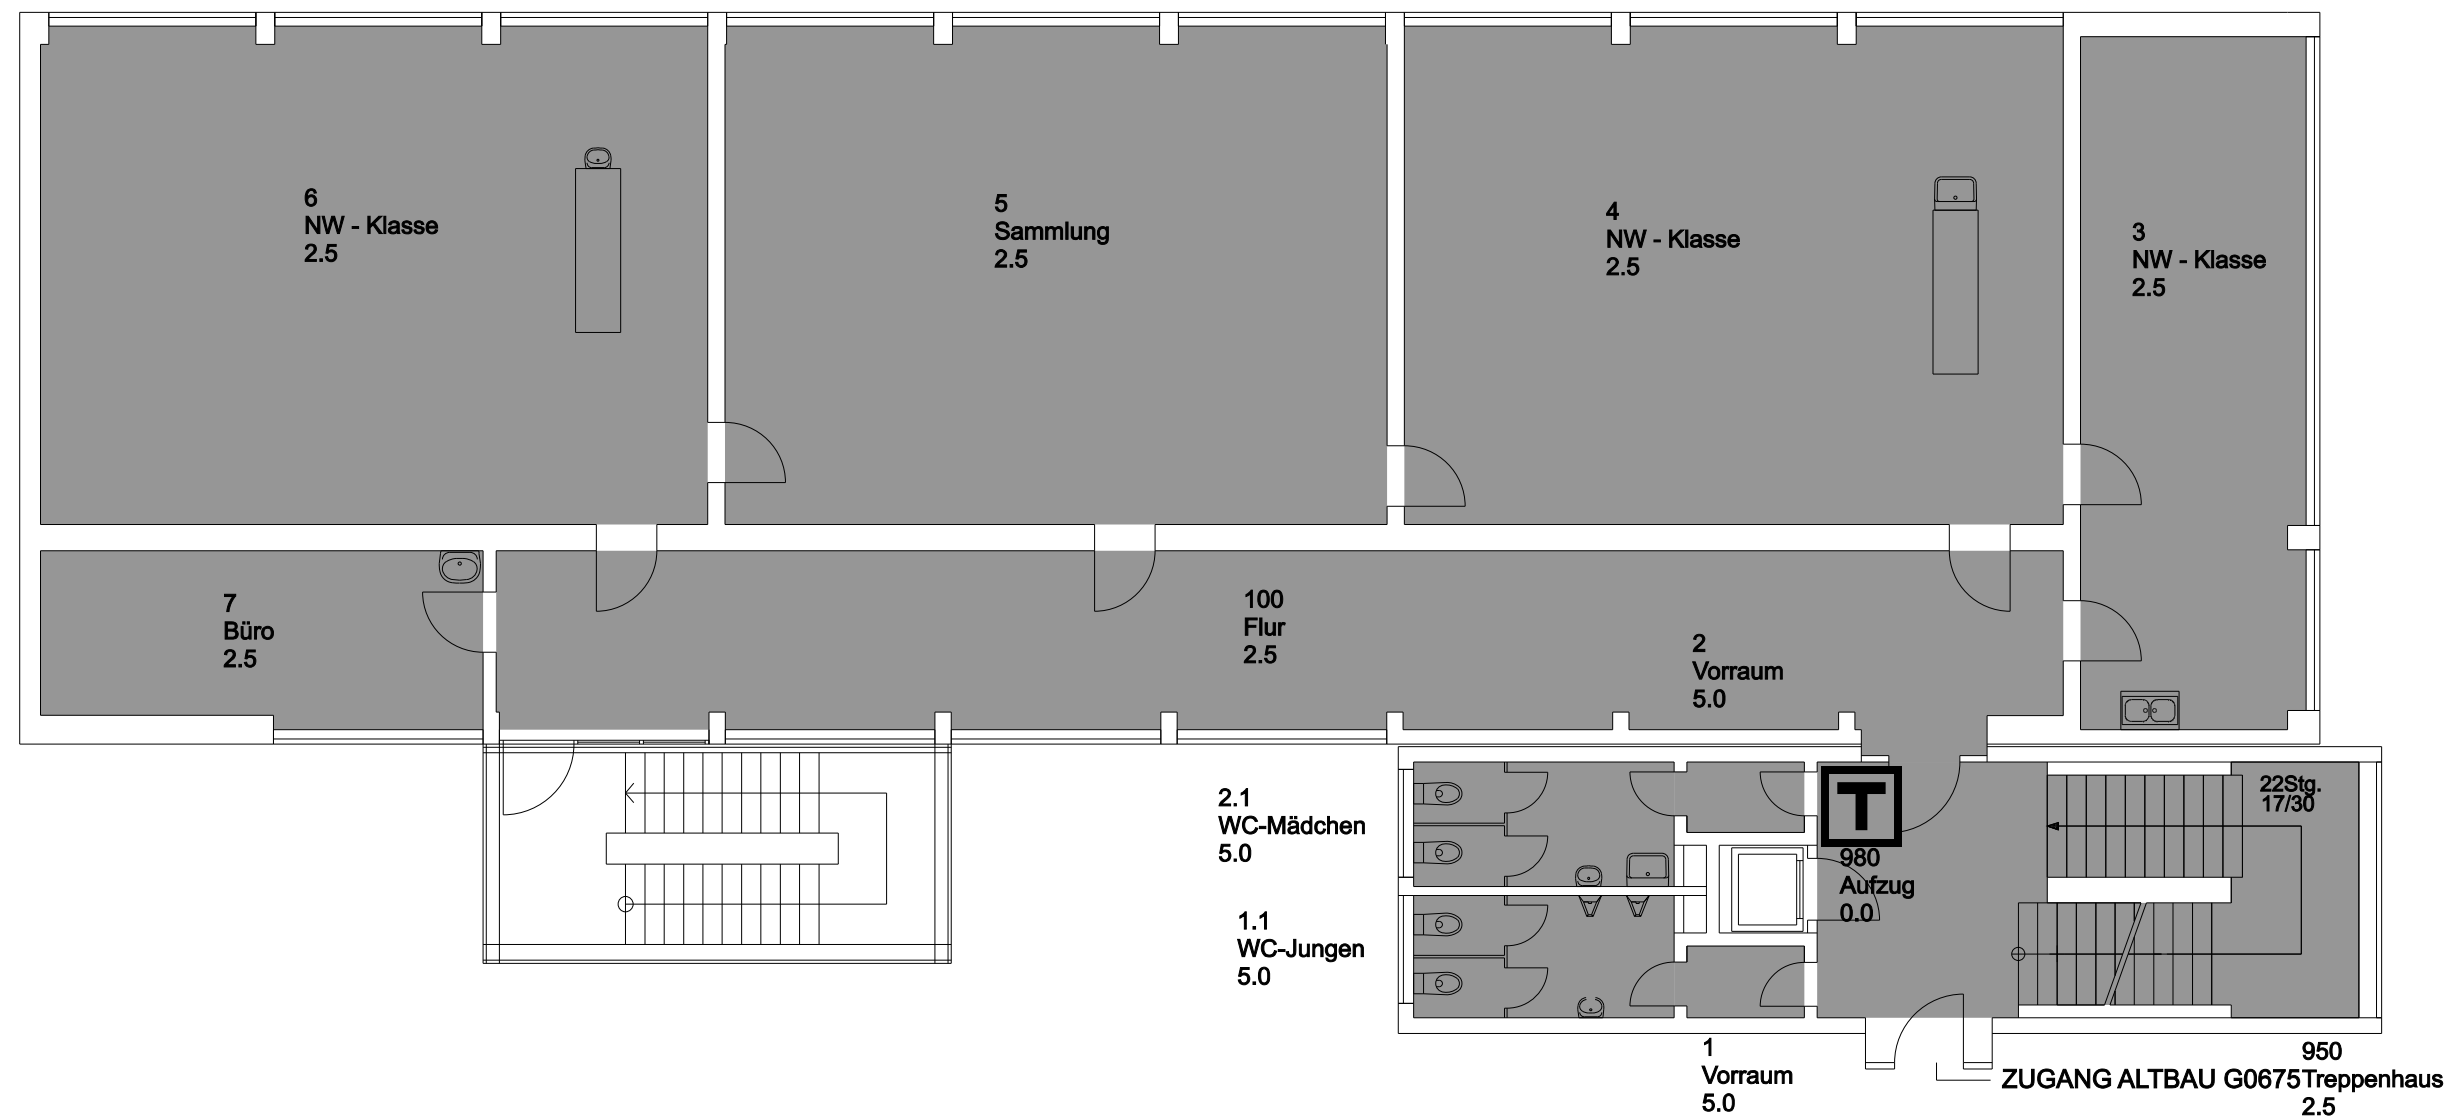 6
NW - Klasse
2.5
5
Sammlung
2.5
4
NW - Klasse
2.5
3
NW - Klasse
2.5
7
Büro
2.5
100
Flur
2.5
2
Vorraum
5.0
2.1
WC-Mädchen
5.0
1.1
WC-Jungen
5.0
T
980
Aufzug
0.0
22Stg.
17/30
1
Vorraum
5.0
ZUGANG ALTBAU G0675
950
Treppenhaus
2.5